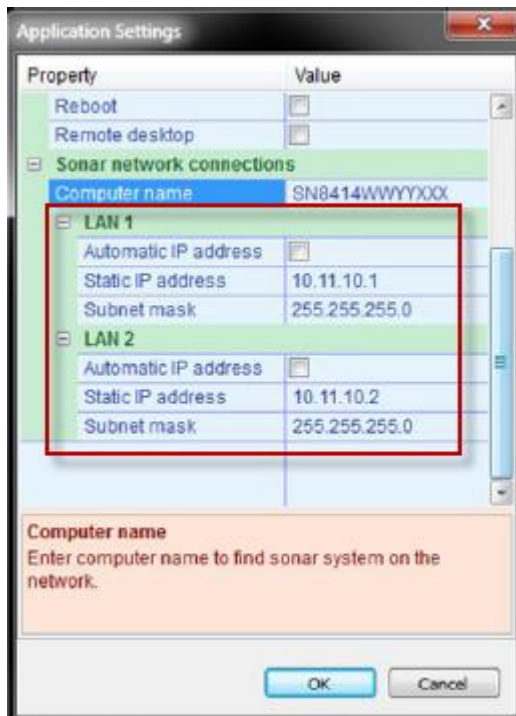 Application Settings
Property Value
Reboot
Remote desktop
Sonar network connections
Computer name SN8414WWYYXXX
LAN 1
Automatic IP address
Static IP address 10.11.10.1
Subnet mask 255.255.255.0
LAN 2
Automatic IP address
Static IP address 10.11.10.2
Subnet mask 255.255.255.0
Computer name
Enter computer name to find sonar system on the
network.
OK Cancel